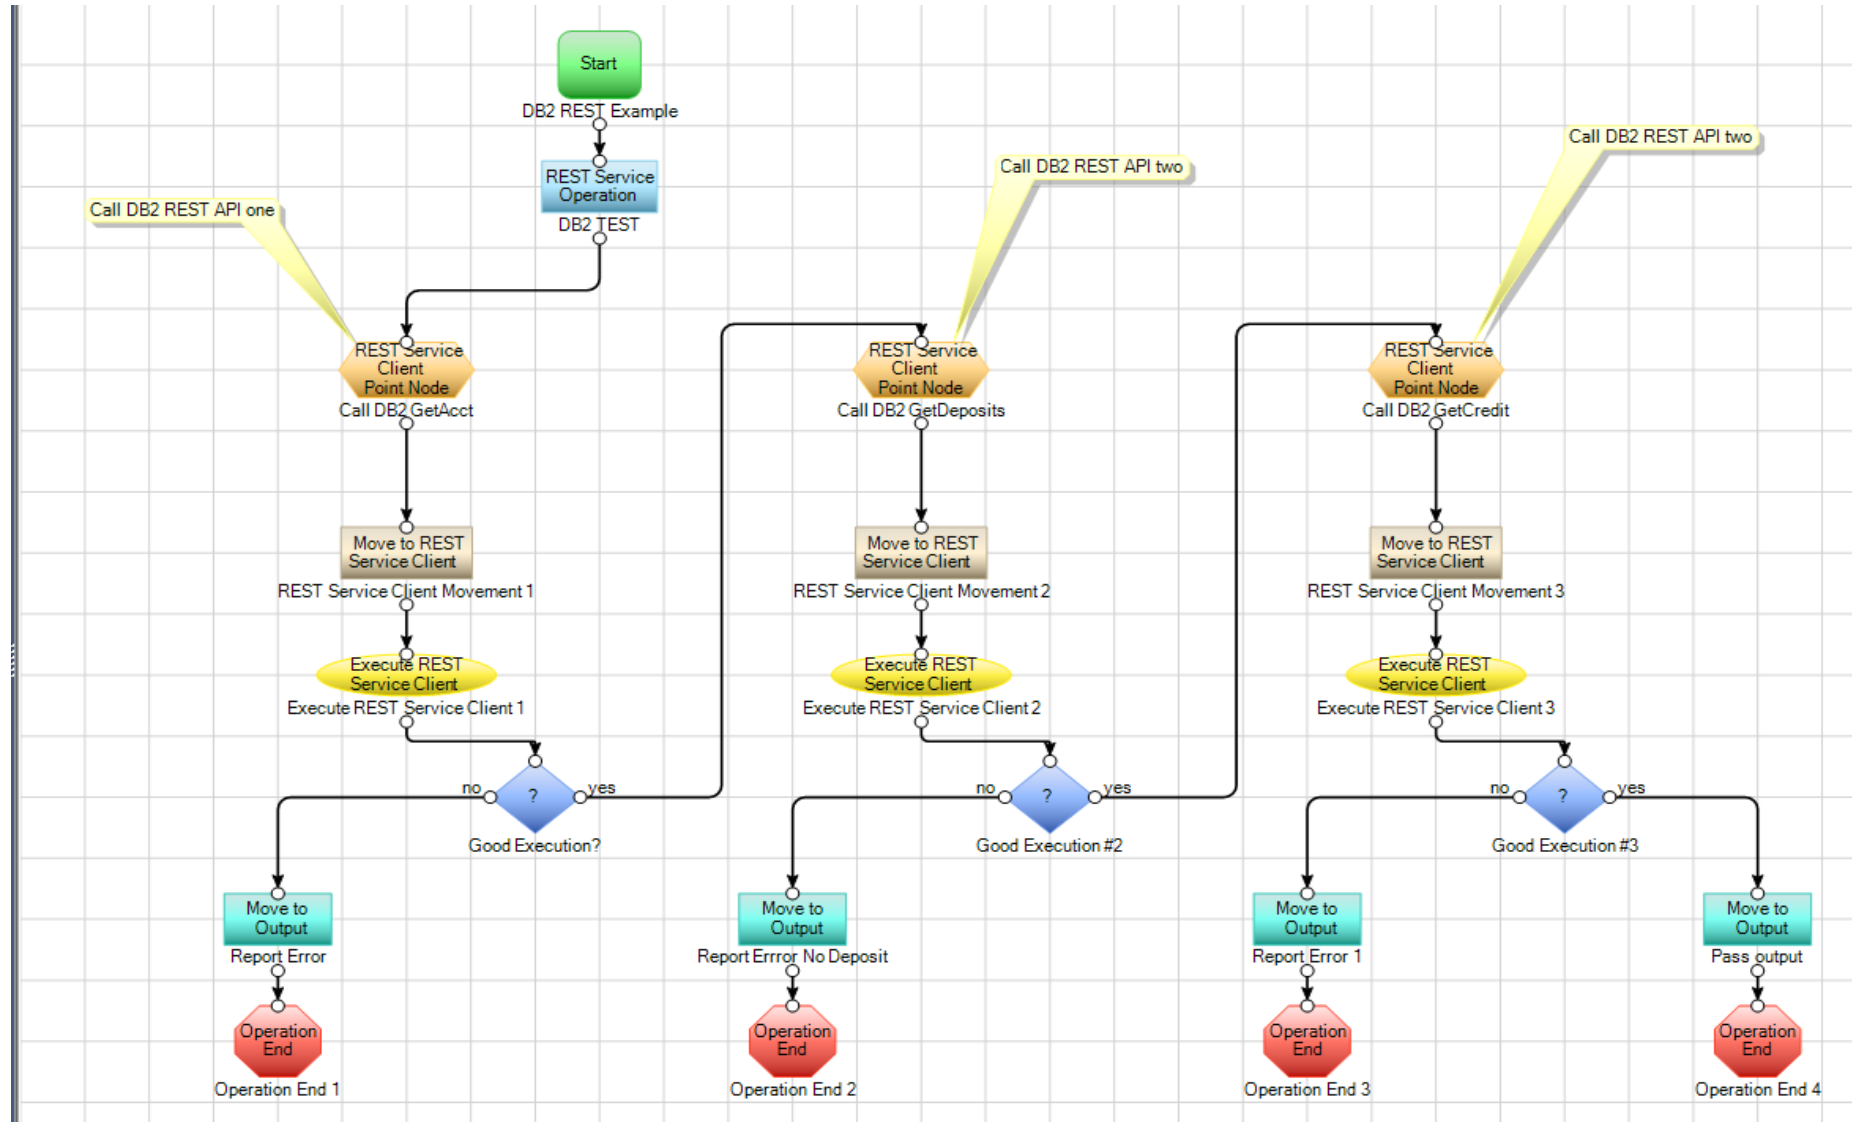 Start
DB2 REST Example
REST Service
Operation
DB2 TEST
Call DB2 REST API one
Call DB2 REST API two
Call DB2 REST API two
REST Service
Client
Point Node
Call DB2 GetAcct
REST Service
Client
Point Node
Call DB2 GetDeposits
REST Service
Client
Point Node
Call DB2 GetCredit
Move to REST
Service Client
REST Service Client Movement 1
Move to REST
Service Client
REST Service Client Movement 2
Move to REST
Service Client
REST Service Client Movement 3
Execute REST
Service Client
Execute REST Service Client 1
Execute REST
Service Client
Execute REST Service Client 2
Execute REST
Service Client
Execute REST Service Client 3
no
?
yes
Good Execution?
no
?
yes
Good Execution #2
no
?
yes
Good Execution #3
Move to
Output
Report Error
Move to
Output
Report Errror No Deposit
Move to
Output
Report Error 1
Move to
Output
Pass output
Operation
End
Operation End 1
Operation
End
Operation End 2
Operation
End
Operation End 3
Operation
End
Operation End 4